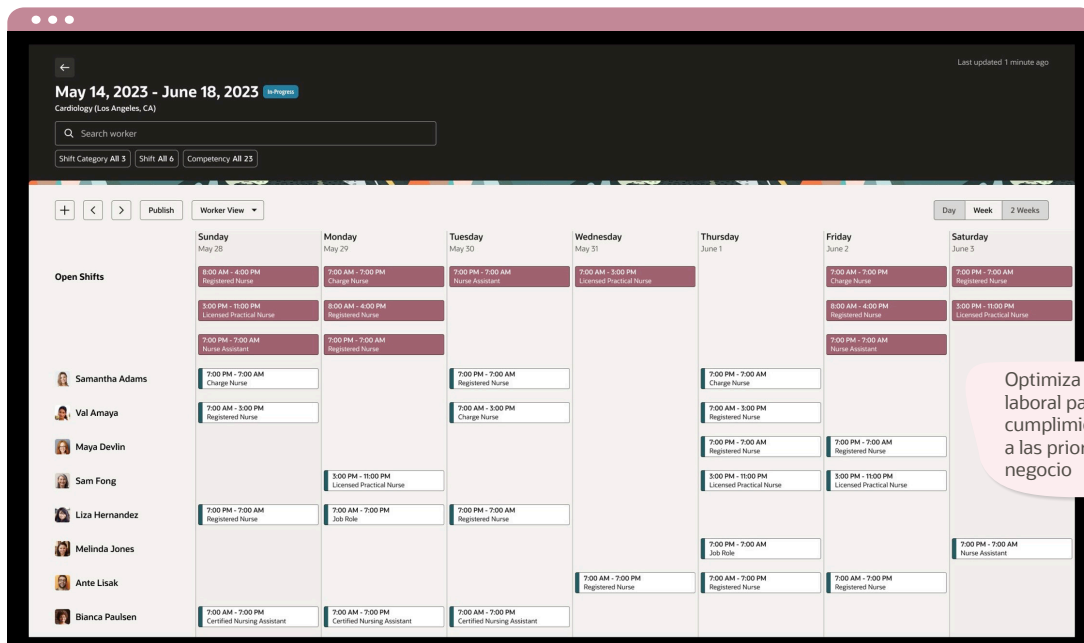 Last updated 1 minute ago
May 14, 2023 - June 18, 2023 In-Progress
Cardiology (Los Angeles, CA)
Search worker
Shift Category All 3 Shift All 6 Competency All 23
Publish Worker View Day Week 2 Weeks
Sunday Monday Tuesday Wednesday Thursday Friday Saturday
May 28 May 29 May 30 May 31 June 1 June 2 June 3
Open Shifts
8:00 AM - 4:00 PM 7:00 AM - 7:00 PM 7:00 PM - 7:00 AM 7:00 AM - 3:00 PM 7:00 AM - 7:00 PM 7:00 PM - 7:00 AM
Registered Nurse Charge Nurse Nurse Assistant Licensed Practical Nurse Charge Nurse Registered Nurse
3:00 PM - 11:00 PM 8:00 AM - 4:00 PM 8:00 AM - 4:00 PM 3:00 PM - 11:00 PM
Licensed Practical Nurse Registered Nurse Registered Nurse Licensed Practical Nurse
7:00 PM - 7:00 AM 7:00 PM - 7:00 AM 7:00 PM - 7:00 AM
Nurse Assistant Registered Nurse Nurse Assistant
Samantha Adams
7:00 PM - 7:00 AM 7:00 PM - 7:00 AM 7:00 PM - 7:00 AM
Charge Nurse Registered Nurse Charge Nurse
Val Amaya
7:00 AM - 3:00 PM 7:00 AM - 3:00 PM 7:00 AM - 3:00 PM
Registered Nurse Charge Nurse Registered Nurse
Maya Devlin
7:00 PM - 7:00 AM 7:00 PM - 7:00 AM
Registered Nurse Registered Nurse
Sam Fong
3:00 PM - 11:00 PM 3:00 PM - 11:00 PM 3:00 PM - 11:00 PM
Licensed Practical Nurse Licensed Practical Nurse Licensed Practical Nurse
Liza Hernandez
7:00 PM - 7:00 AM 7:00 AM - 7:00 PM 7:00 PM - 7:00 AM
Registered Nurse Job Role Registered Nurse
Melinda Jones
7:00 PM - 7:00 AM 7:00 PM - 7:00 AM
Job Role Nurse Assistant
Ante Lisak
7:00 AM - 7:00 PM 7:00 AM - 7:00 PM 7:00 AM - 7:00 PM
Registered Nurse Registered Nurse Registered Nurse
Bianca Paulsen
7:00 AM - 7:00 PM 7:00 AM - 7:00 PM 7:00 AM - 7:00 PM
Certified Nursing Assistant Certified Nursing Assistant Certified Nursing Assistant
Optimiza
laboral
a las
negocio